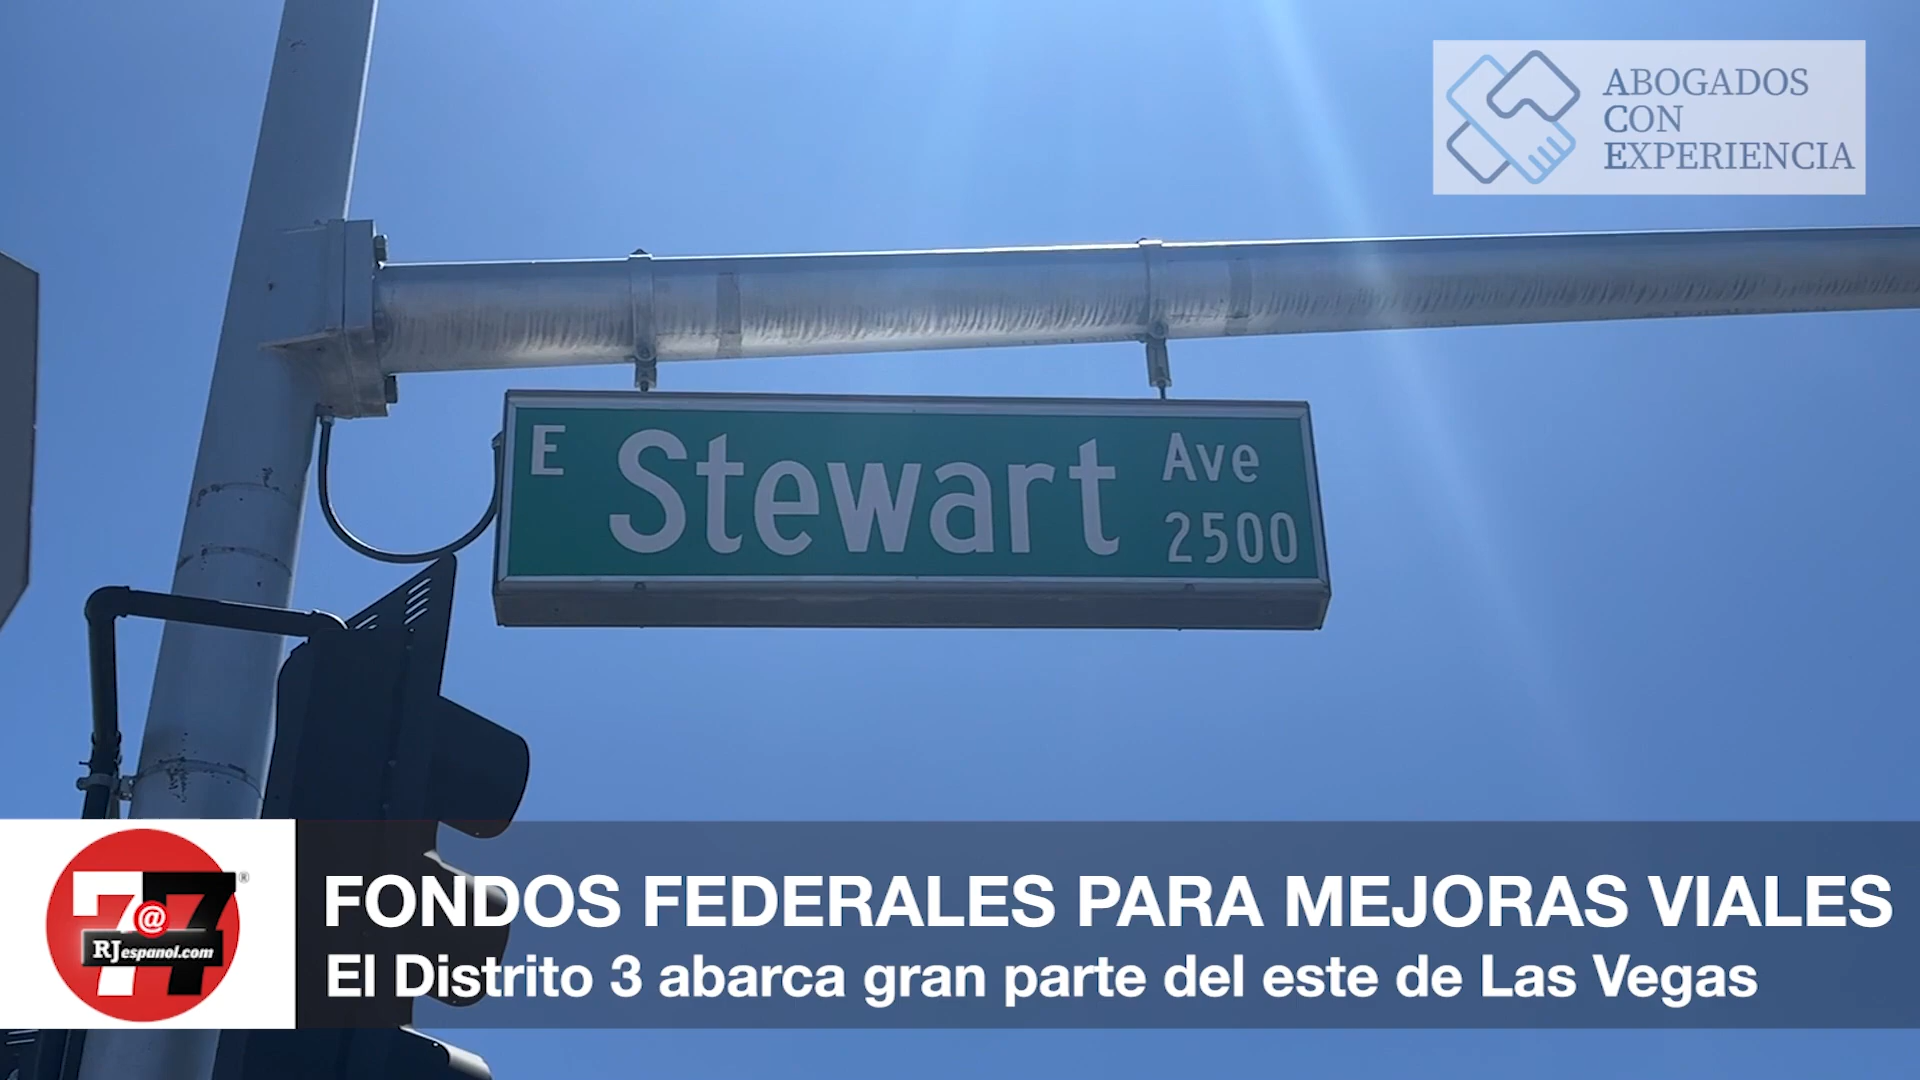 ABOGADOS
CON
EXPERIENCIA
E Stewart Ave
2500
7@7
RJespanol.com
FONDOS FEDERALES PARA MEJORAS VIALES
El Distrito 3 abarca gran parte del este de Las Vegas